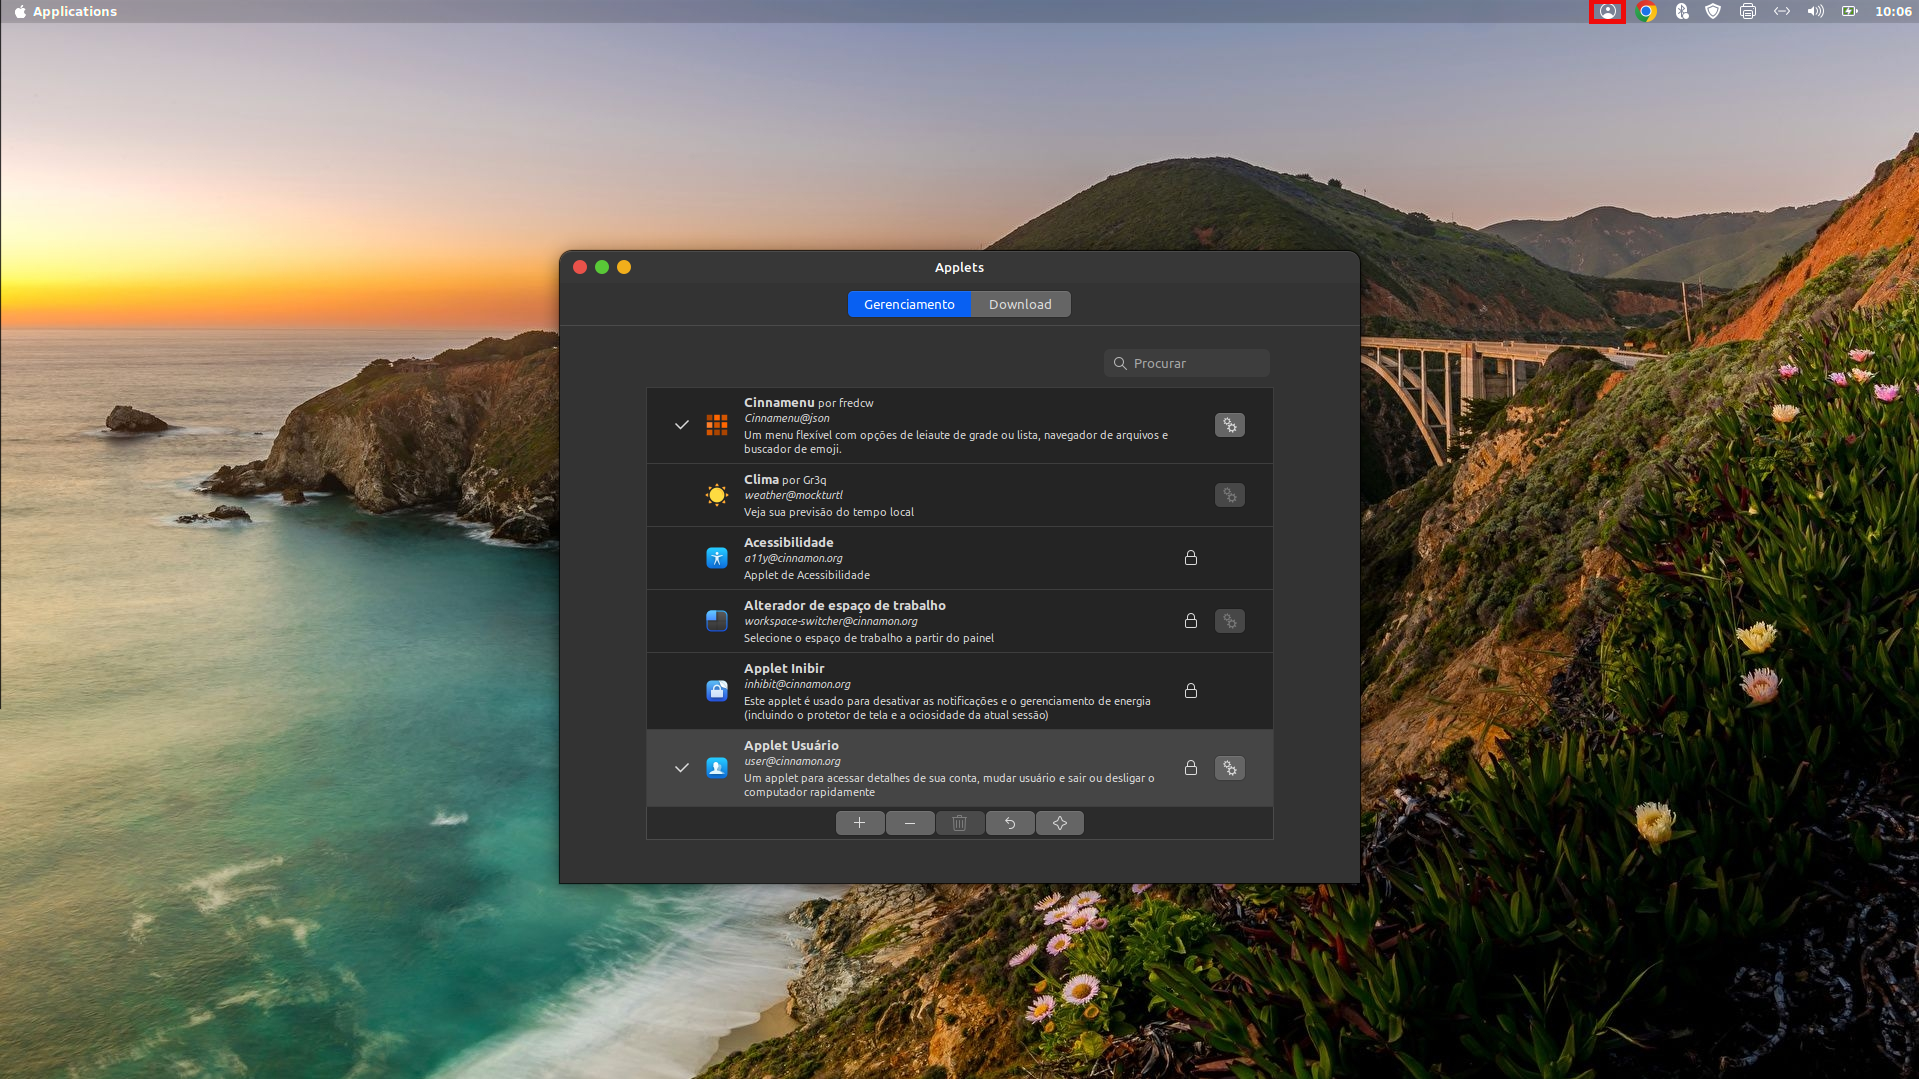 Applications
10:06
Applets
Gerenciamento
Download
Procurar
Cinnamenu por fredcw
Cinnamenu@json
Um menu flexivel com opções de leiaute de grade ou lista, navegador de arquivos e
buscador de emoji.
Clima por Gr3q
weather@mockturtl
Veja sua previsão do tempo local
Acessibilidade
a11y@cinnamon.org
Applet de Acessibilidade
Alterador de espaço de trabalho
workspace-switcher@cinnamon.org
Selecione o espaço de trabalho a partir do painel
Applet Inibir
inhibit@cinnamon.org
Este applet é usado para desativar as notificações e o gerenciamento de energia
(incluindo o protetor de tela e a ociosidade da atual sessão)
Applet Usuário
user@cinnamon.org
Um applet para acessar detalhes de sua conta, mudar usuário e sair ou desligar o
computador rapidamente